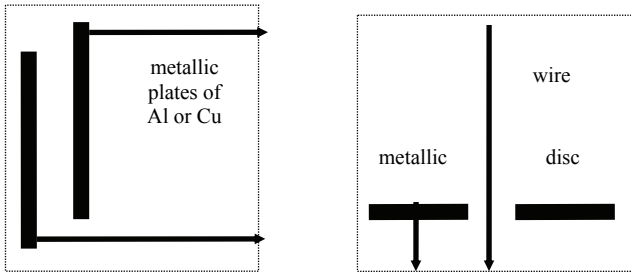 metallic
plates of
Al or Cu
wire
metallic disc